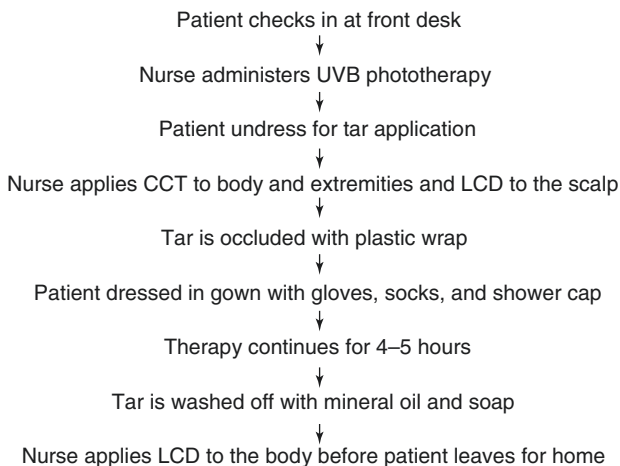 Patient checks in at front desk
Nurse administers UVB phototherapy
Patient undress for tar application
Nurse applies CCT to body and extremities and LCD to the scalp
Tar is occluded with plastic wrap
Patient dressed in gown with gloves, socks, and shower cap
Therapy continues for 4–5 hours
Tar is washed off with mineral oil and soap
Nurse applies LCD to the body before patient leaves for home